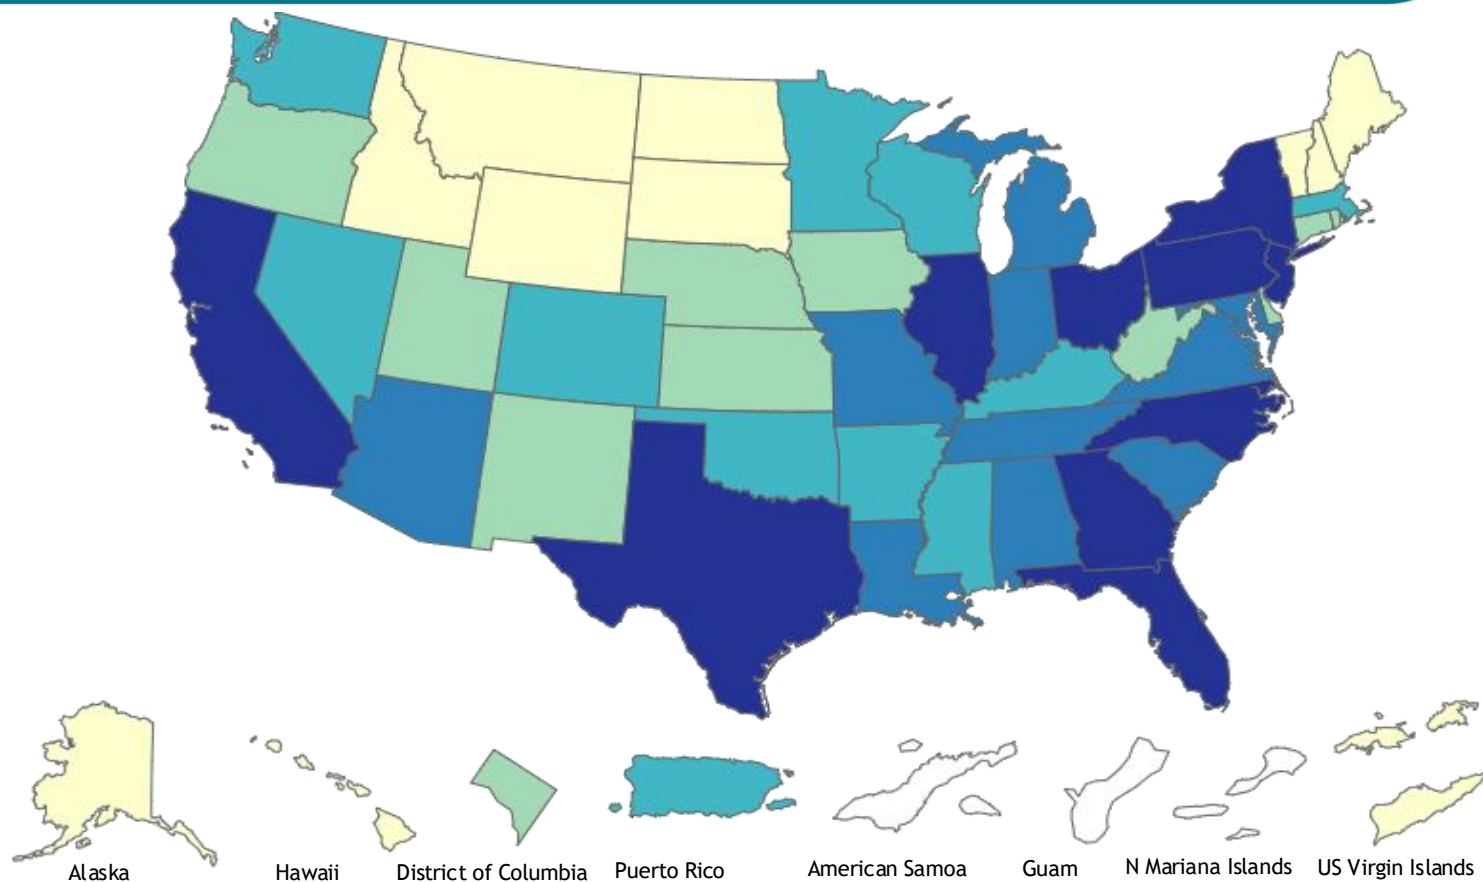 Alaska
Hawaii
District of Columbia
Puerto Rico
American Samoa
Guam
N Mariana Islands
US Virgin Islands